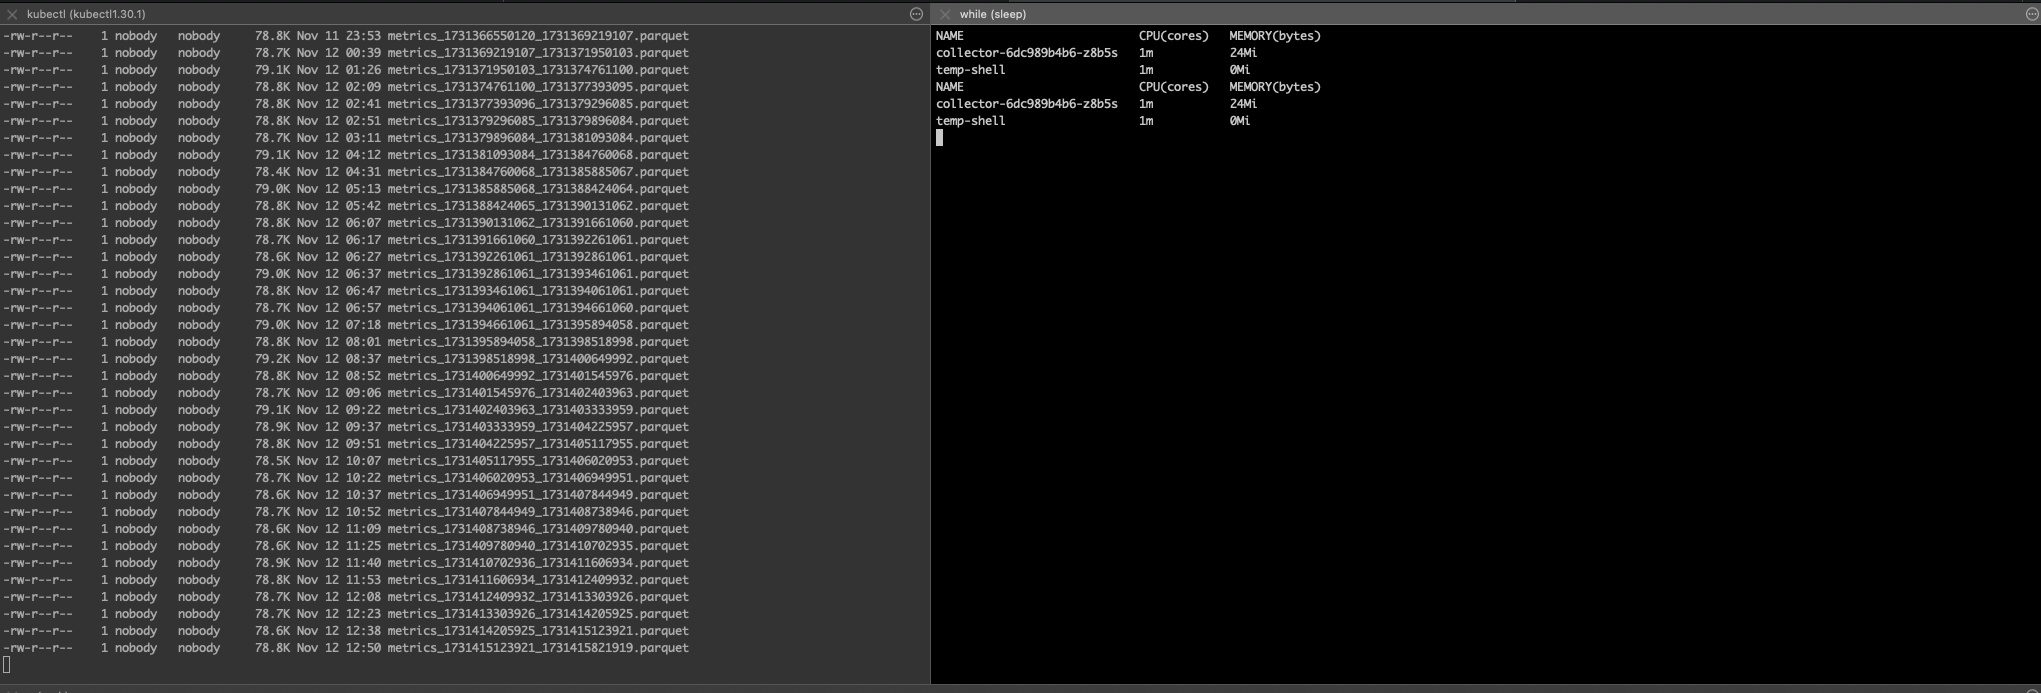 kubectl (kubectl1.30.1)
-rw-r--r-- 1 nobody nobody 78.8K Nov 11 23:53 metrics_1731366550120_1731369219107.parquet
-rw-r--r-- 1 nobody nobody 78.7K Nov 12 00:39 metrics_1731369219107_1731371950103.parquet
-rw-r--r-- 1 nobody nobody 79.1K Nov 12 01:26 metrics_1731371950103_1731374761100.parquet
-rw-r--r-- 1 nobody nobody 78.8K Nov 12 02:09 metrics_1731374761100_1731377393095.parquet
-rw-r--r-- 1 nobody nobody 78.8K Nov 12 02:41 metrics_1731377393096_1731379296085.parquet
-rw-r--r-- 1 nobody nobody 78.8K Nov 12 02:51 metrics_1731379296085_1731379896084.parquet
-rw-r--r-- 1 nobody nobody 78.7K Nov 12 03:11 metrics_1731379896084_1731381093084.parquet
-rw-r--r-- 1 nobody nobody 79.1K Nov 12 04:12 metrics_1731381093084_1731384760068.parquet
-rw-r--r-- 1 nobody nobody 78.4K Nov 12 04:31 metrics_1731384760068_1731385885067.parquet
-rw-r--r-- 1 nobody nobody 79.0K Nov 12 05:13 metrics_1731385885068_1731388424064.parquet
-rw-r--r-- 1 nobody nobody 78.8K Nov 12 05:42 metrics_1731388424065_1731390131062.parquet
-rw-r--r-- 1 nobody nobody 78.8K Nov 12 06:07 metrics_1731390131062_1731391661060.parquet
-rw-r--r-- 1 nobody nobody 78.7K Nov 12 06:17 metrics_1731391661060_1731392261061.parquet
-rw-r--r-- 1 nobody nobody 78.6K Nov 12 06:27 metrics_1731392261061_1731392861061.parquet
-rw-r--r-- 1 nobody nobody 79.0K Nov 12 06:37 metrics_1731392861061_1731393461061.parquet
-rw-r--r-- 1 nobody nobody 78.8K Nov 12 06:47 metrics_1731393461061_1731394061061.parquet
-rw-r--r-- 1 nobody nobody 78.7K Nov 12 06:57 metrics_1731394061061_1731394661060.parquet
-rw-r--r-- 1 nobody nobody 79.0K Nov 12 07:18 metrics_1731394661061_1731395894058.parquet
-rw-r--r-- 1 nobody nobody 78.8K Nov 12 08:01 metrics_1731395894058_1731398518998.parquet
-rw-r--r-- 1 nobody nobody 79.2K Nov 12 08:37 metrics_1731398518998_1731400649992.parquet
-rw-r--r-- 1 nobody nobody 78.8K Nov 12 08:52 metrics_1731400649992_1731401545976.parquet
-rw-r--r-- 1 nobody nobody 78.7K Nov 12 09:06 metrics_1731401545976_1731402403963.parquet
-rw-r--r-- 1 nobody nobody 79.1K Nov 12 09:22 metrics_1731402403963_1731403333959.parquet
-rw-r--r-- 1 nobody nobody 78.9K Nov 12 09:37 metrics_1731403333959_1731404225957.parquet
-rw-r--r-- 1 nobody nobody 78.8K Nov 12 09:51 metrics_1731404225957_1731405117955.parquet
-rw-r--r-- 1 nobody nobody 78.5K Nov 12 10:07 metrics_1731405117955_1731406020953.parquet
-rw-r--r-- 1 nobody nobody 78.7K Nov 12 10:22 metrics_1731406020953_1731406949951.parquet
-rw-r--r-- 1 nobody nobody 78.6K Nov 12 10:37 metrics_1731406949951_1731407844949.parquet
-rw-r--r-- 1 nobody nobody 78.7K Nov 12 10:52 metrics_1731407844949_1731408738946.parquet
-rw-r--r-- 1 nobody nobody 78.6K Nov 12 11:09 metrics_1731408738946_1731409780940.parquet
-rw-r--r-- 1 nobody nobody 78.6K Nov 12 11:25 metrics_1731409780940_1731410702935.parquet
-rw-r--r-- 1 nobody nobody 78.9K Nov 12 11:40 metrics_1731410702936_1731411606934.parquet
-rw-r--r-- 1 nobody nobody 78.8K Nov 12 11:53 metrics_1731411606934_1731412409932.parquet
-rw-r--r-- 1 nobody nobody 78.7K Nov 12 12:08 metrics_1731412409932_1731413303926.parquet
-rw-r--r-- 1 nobody nobody 78.7K Nov 12 12:23 metrics_1731413303926_1731414205925.parquet
-rw-r--r-- 1 nobody nobody 78.6K Nov 12 12:38 metrics_1731414205925_1731415123921.parquet
-rw-r--r-- 1 nobody nobody 78.8K Nov 12 12:50 metrics_1731415123921_1731415821919.parquet
while (sleep)
NAME CPU(cores) MEMORY(bytes)
collector-6dc989b4b6-z8b5s 1m 24Mi
temp-shell 1m 0Mi
NAME CPU(cores) MEMORY(bytes)
collector-6dc989b4b6-z8b5s 1m 24Mi
temp-shell 1m 0Mi